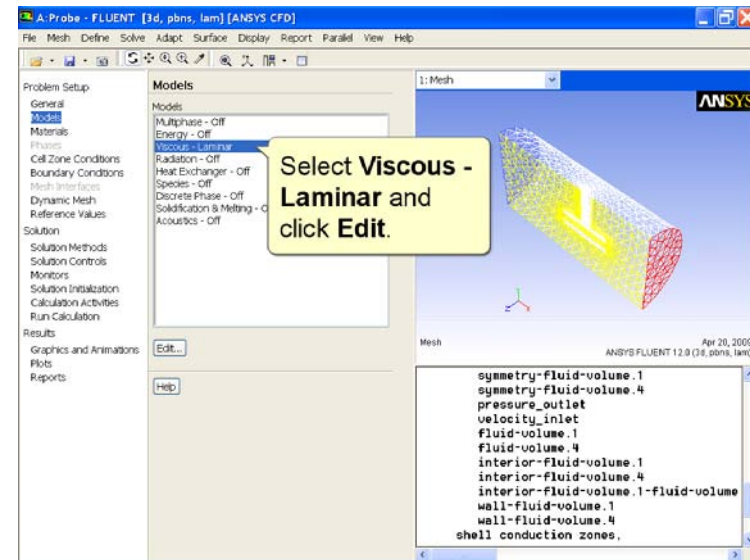 A:Probe - FLUENT [3d, pbns, lam] [ANSYS CFD]
File Mesh Define Solve Adapt Surface Display Report Parallel View Help
Problem Setup
General
Models
Materials
Phases
Cell Zone Conditions
Boundary Conditions
Mesh Interfaces
Dynamic Mesh
Reference Values
Solution
Solution Methods
Solution Controls
Monitors
Solution Initialization
Calculation Activities
Run Calculation
Results
Graphics and Animations
Plots
Reports
Models
Models
Multiphase - Off
Energy - Off
Viscous - Laminar
Radiation - Off
Heat Exchanger - Off
Species - Off
Discrete Phase - Off
Solidification & Melting - O
Acoustics - Off
Edit...
Help
Select Viscous -
Laminar and
click Edit.
1: Mesh
ANSYS
Mesh
Apr 20, 2009
ANSYS FLUENT 12.0 (3d, pbns, lam)
symmetry-fluid-volume.1
symmetry-fluid-volume.4
pressure_outlet
velocity_inlet
fluid-volume.1
fluid-volume.4
interior-fluid-volume.1
interior-fluid-volume.4
interior-fluid-volume.1-fluid-volume
wall-fluid-volume.1
wall-fluid-volume.4
shell conduction zones,